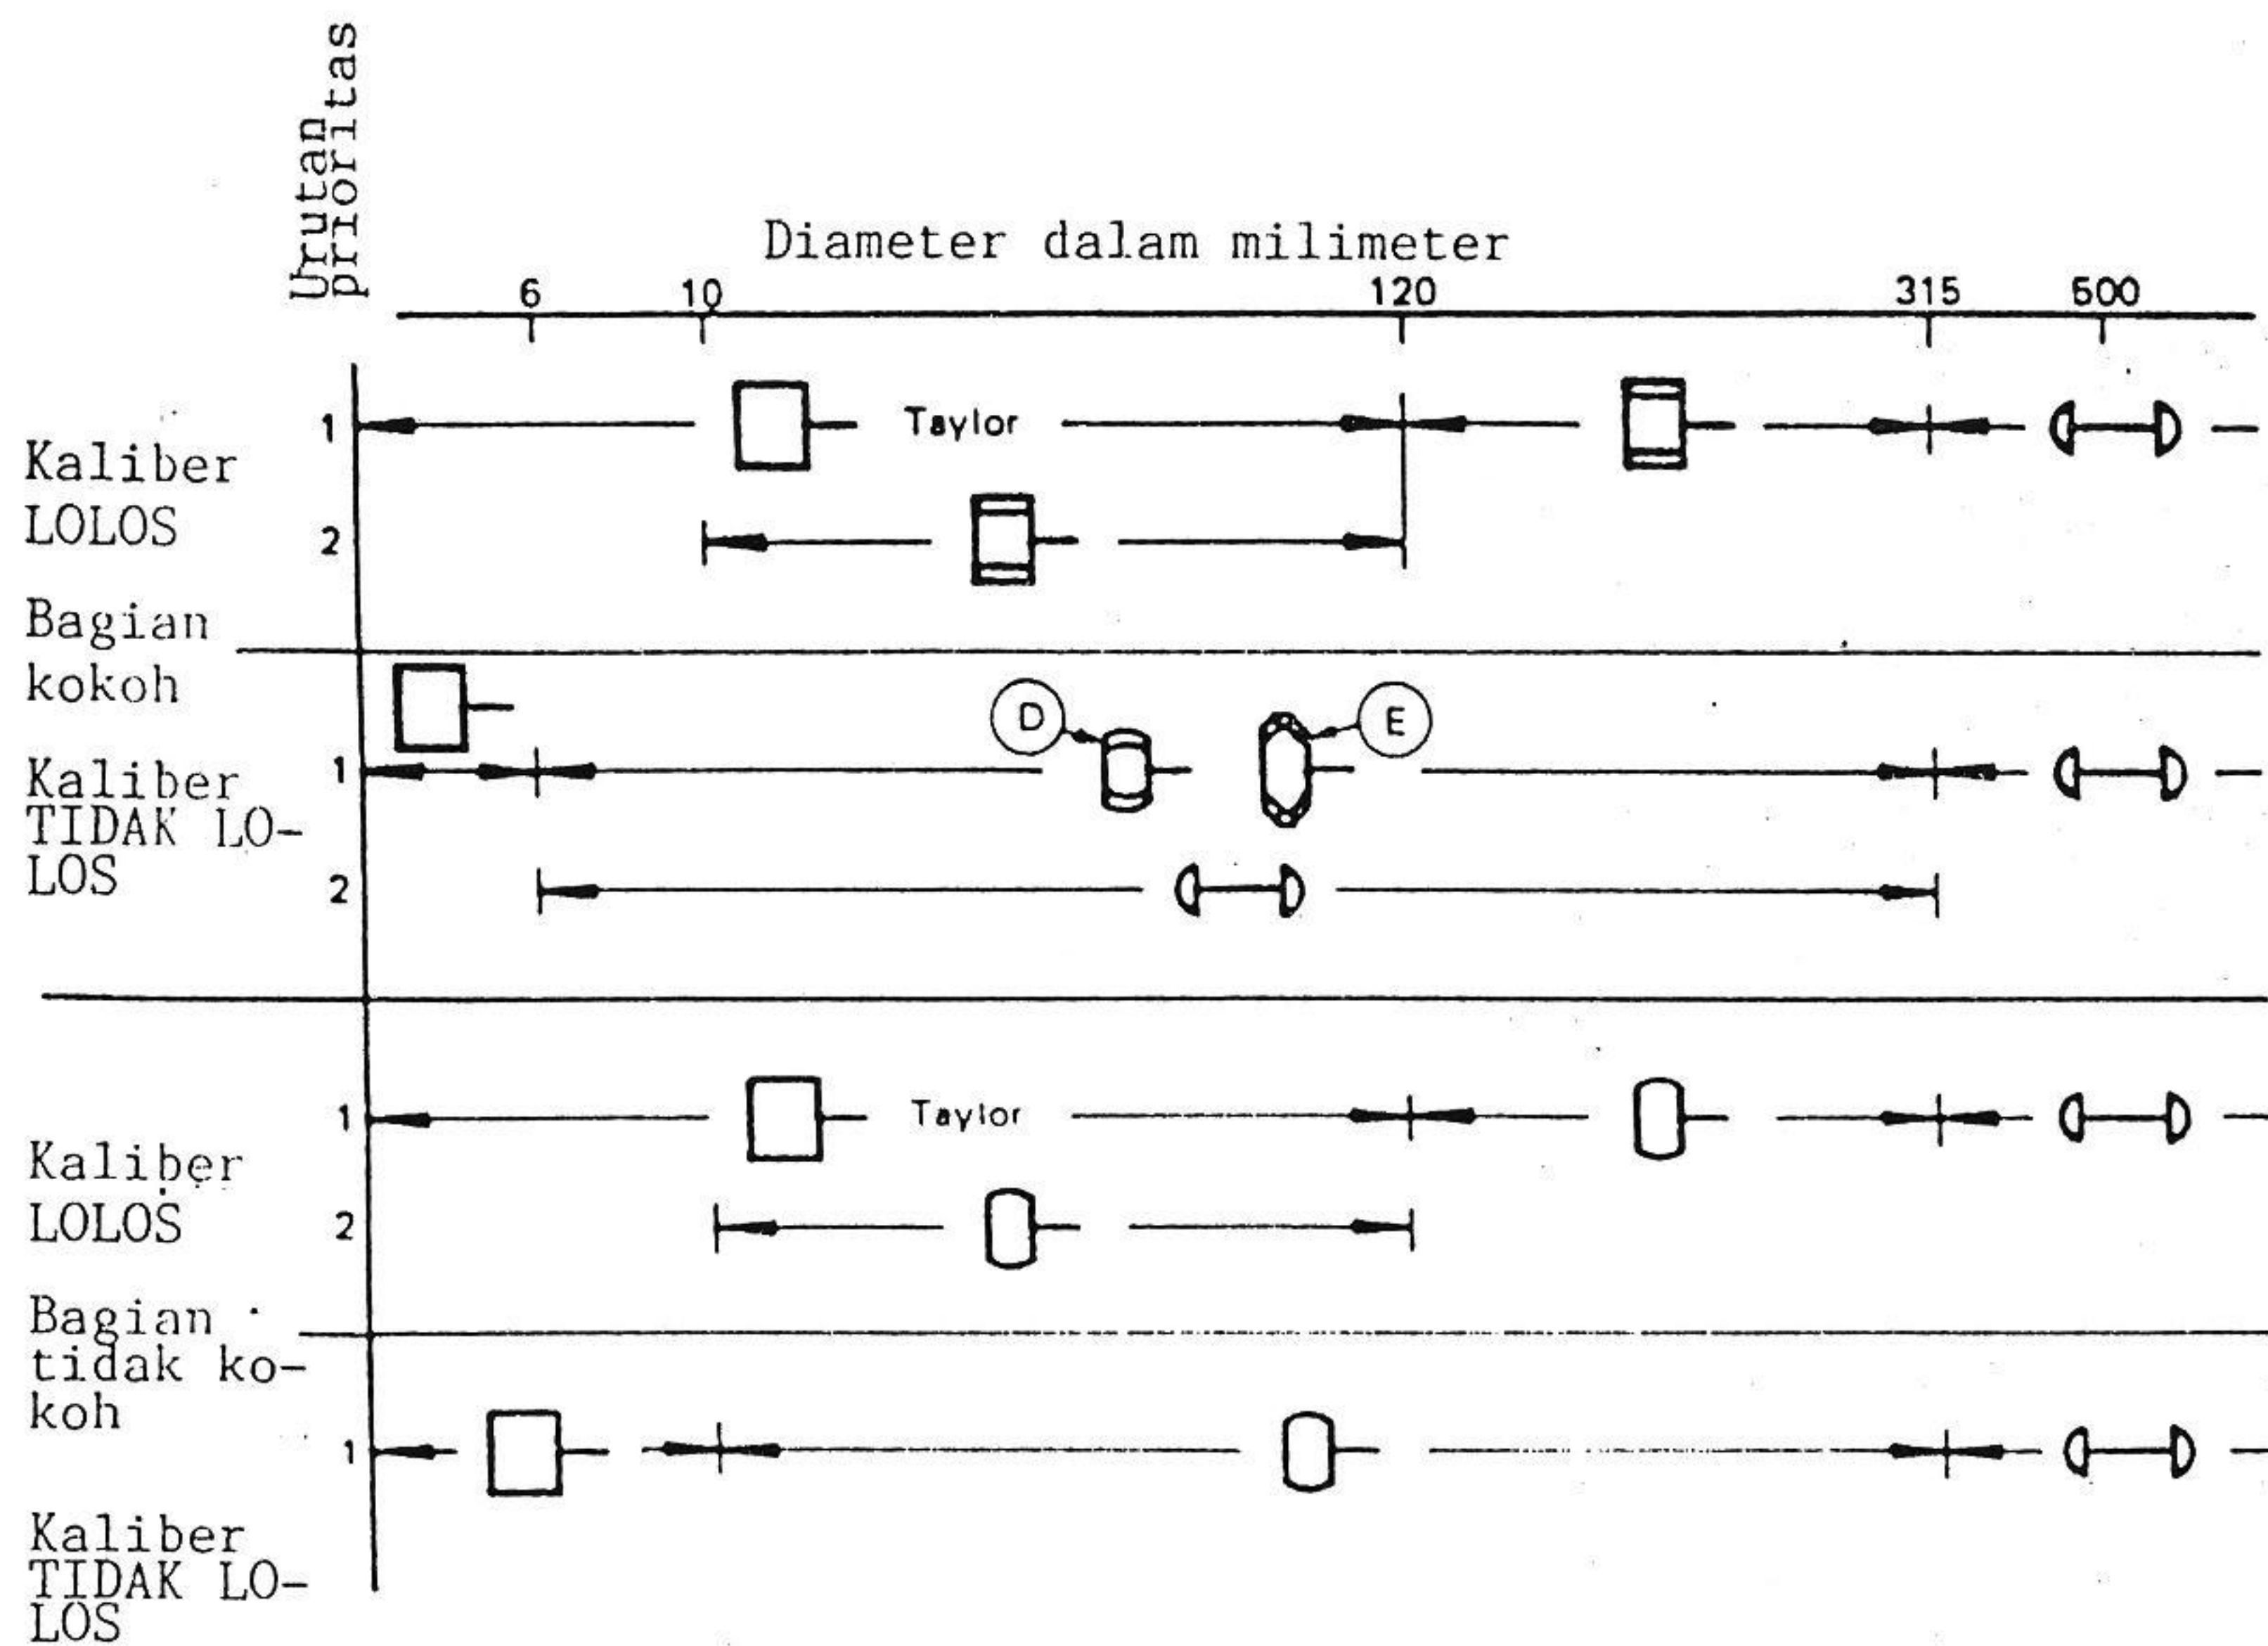 Urutan
prioritas
Diameter dalam milimeter
6 10 120 315 500
1 Taylor
Kaliber
LOLOS
2
Bagian
kokoh
D E
1
Kaliber
TIDAK LO-
LOS
2
1 Taylor
Kaliber
LOLOS
2
Bagian
tidak ko-
koh
1
Kaliber
TIDAK LO-
LOS